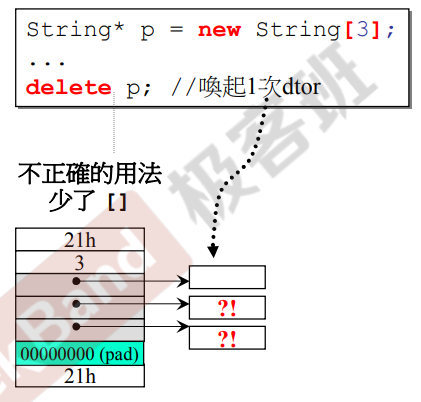 String* p = new String[3];
...
delete p; //喚起1次dtor
不正確的用法
少了 []
21h
3
?!
?!
00000000 (pad)
21h
极客班
kBand